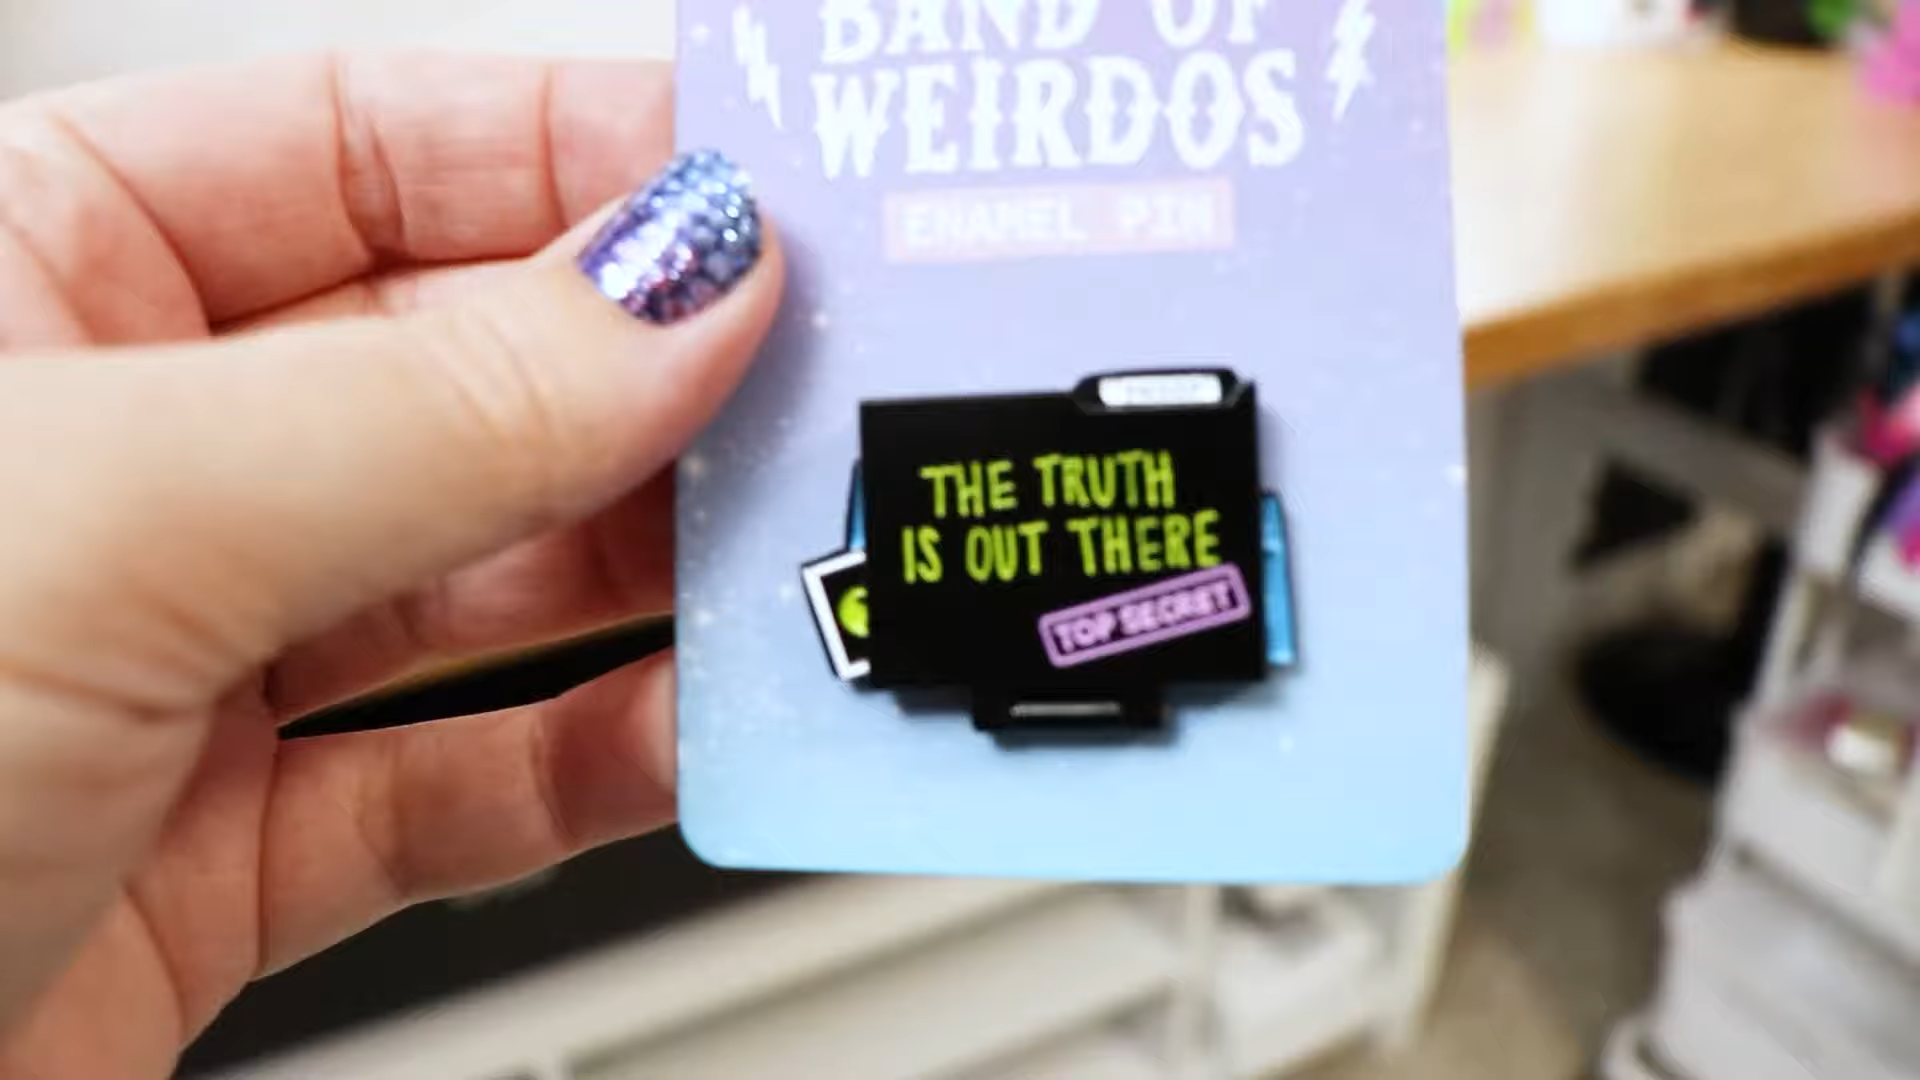 BAND OF
WEIRDOS
ENAMEL PIN
THE TRUTH
IS OUT THERE
TOP SECRET